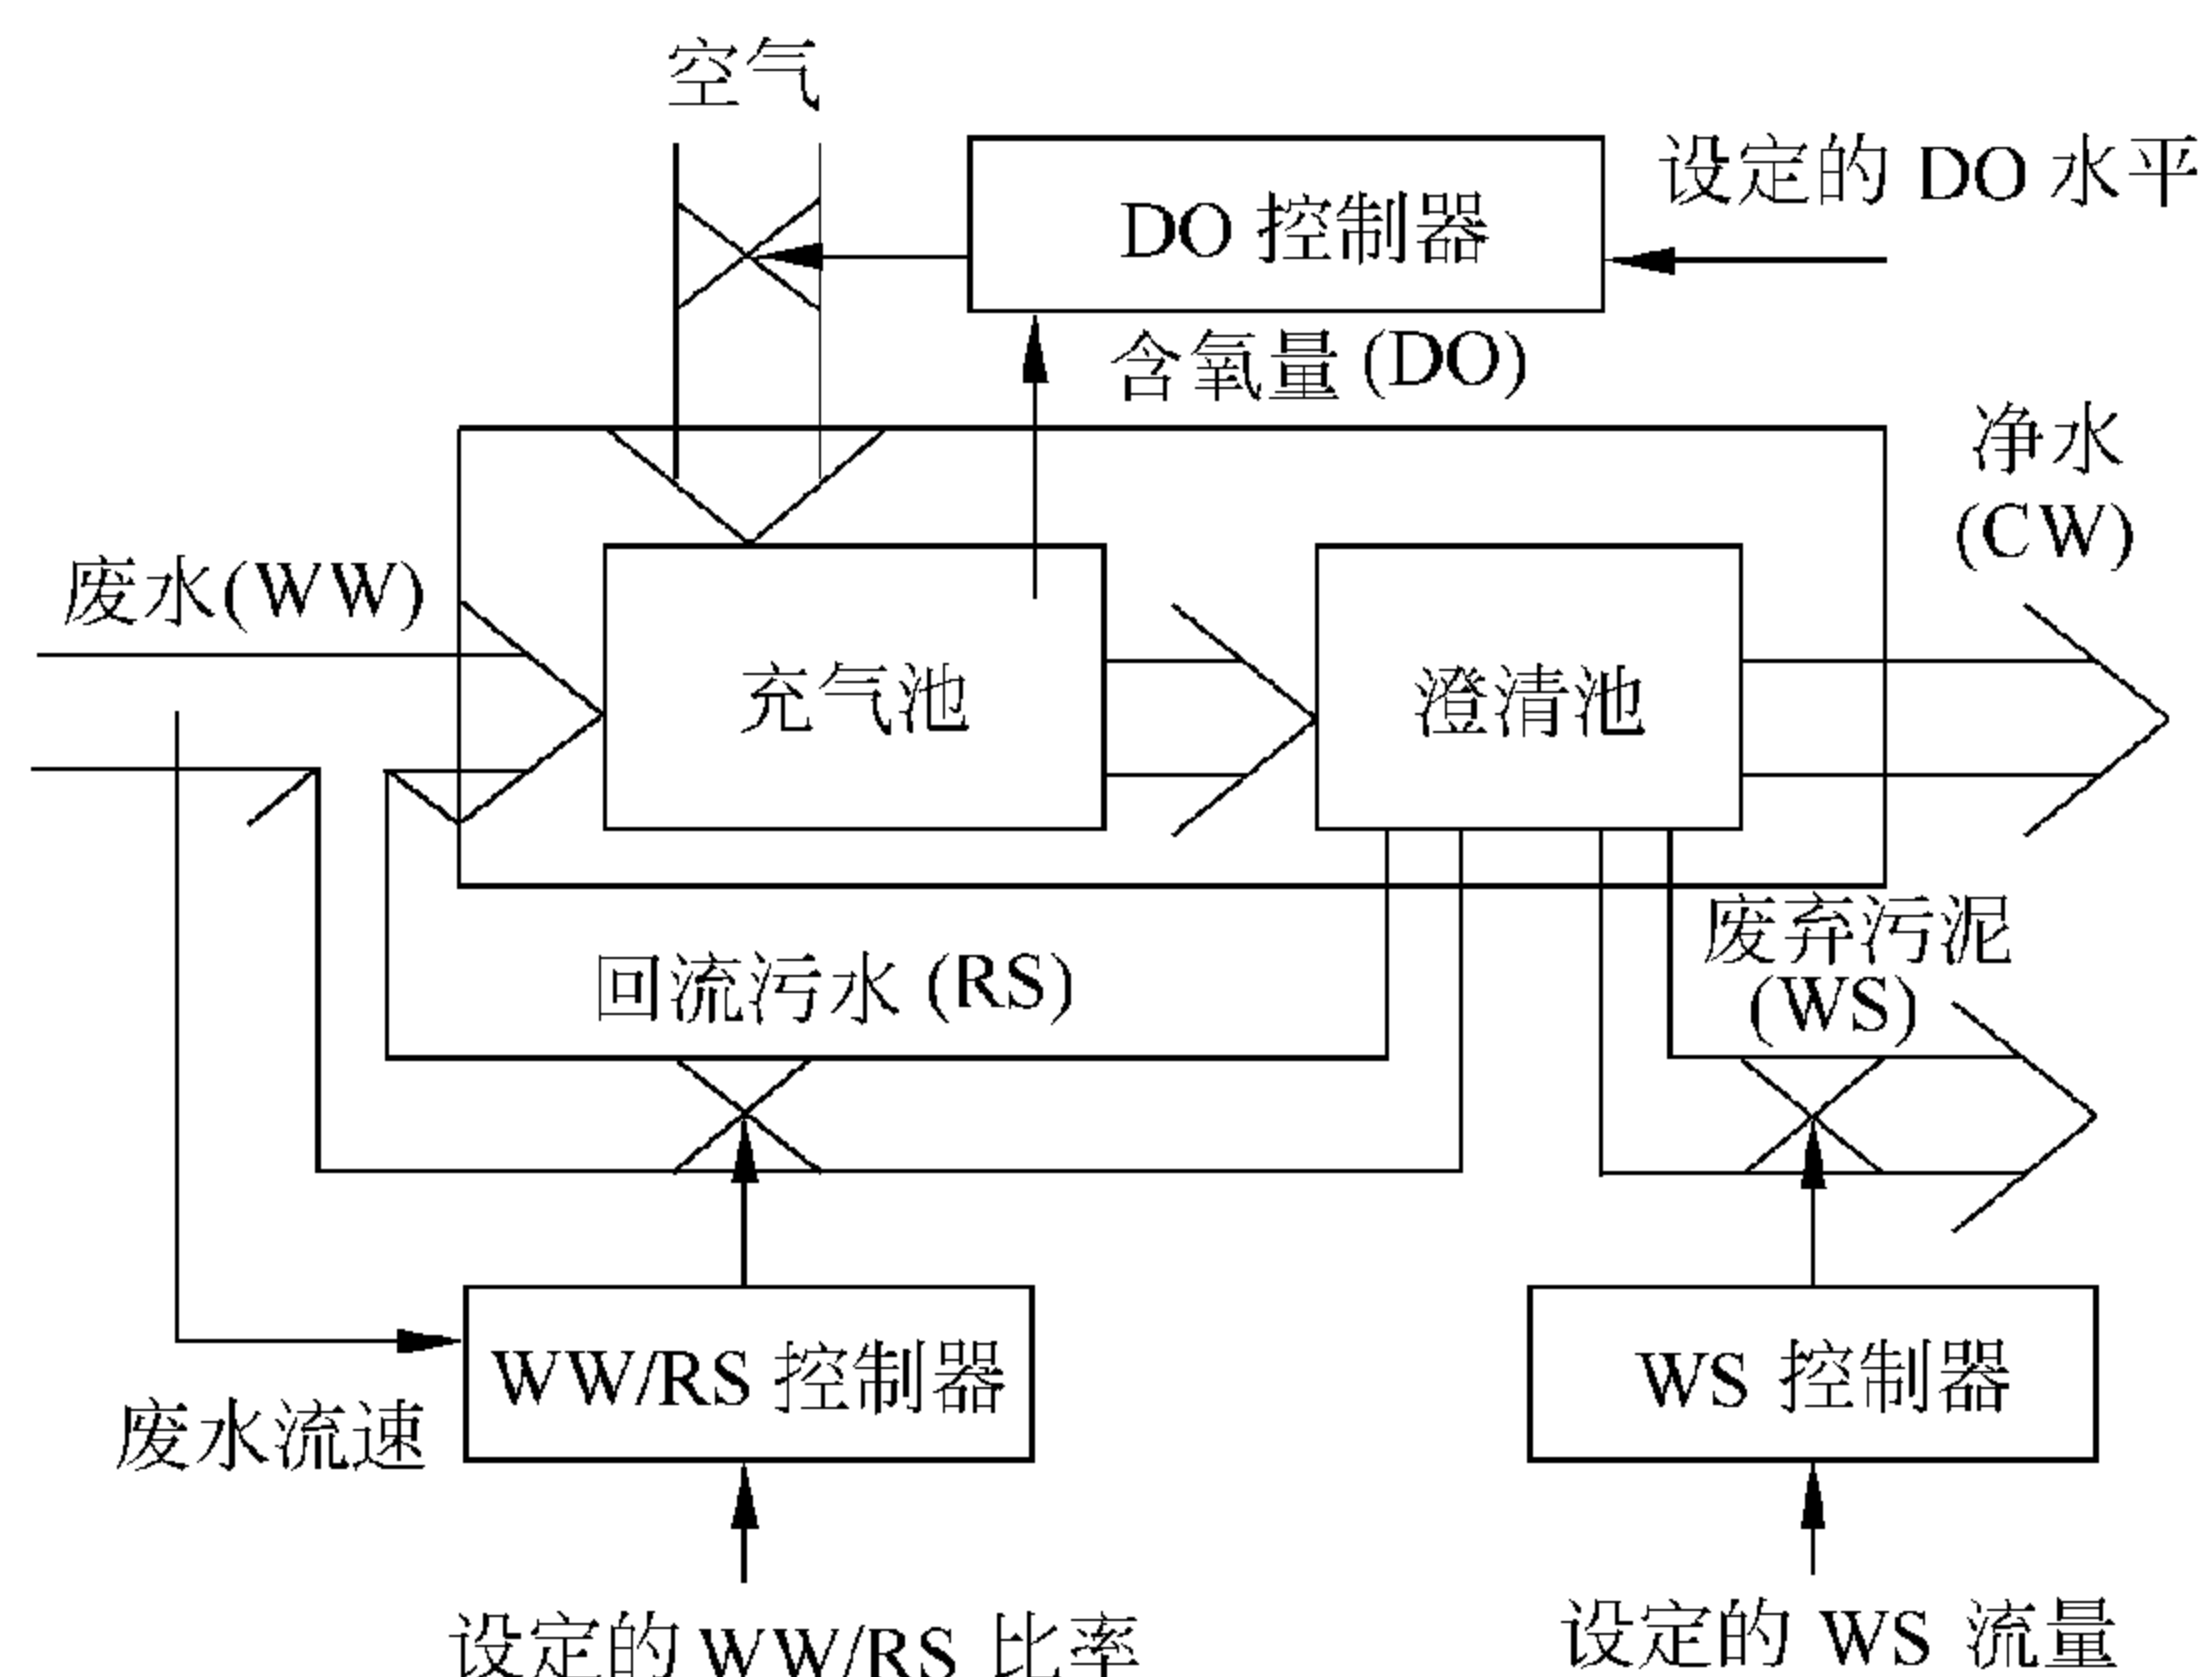 空气
设定的 DO 水平
DO 控制器
含氧量 (DO)
净水
(CW)
废水(WW)
充气池
澄清池
废弃污泥
(WS)
回流污水 (RS)
WW/RS 控制器
WS 控制器
废水流速
设定的 WW/RS 比率
设定的 WS 流量